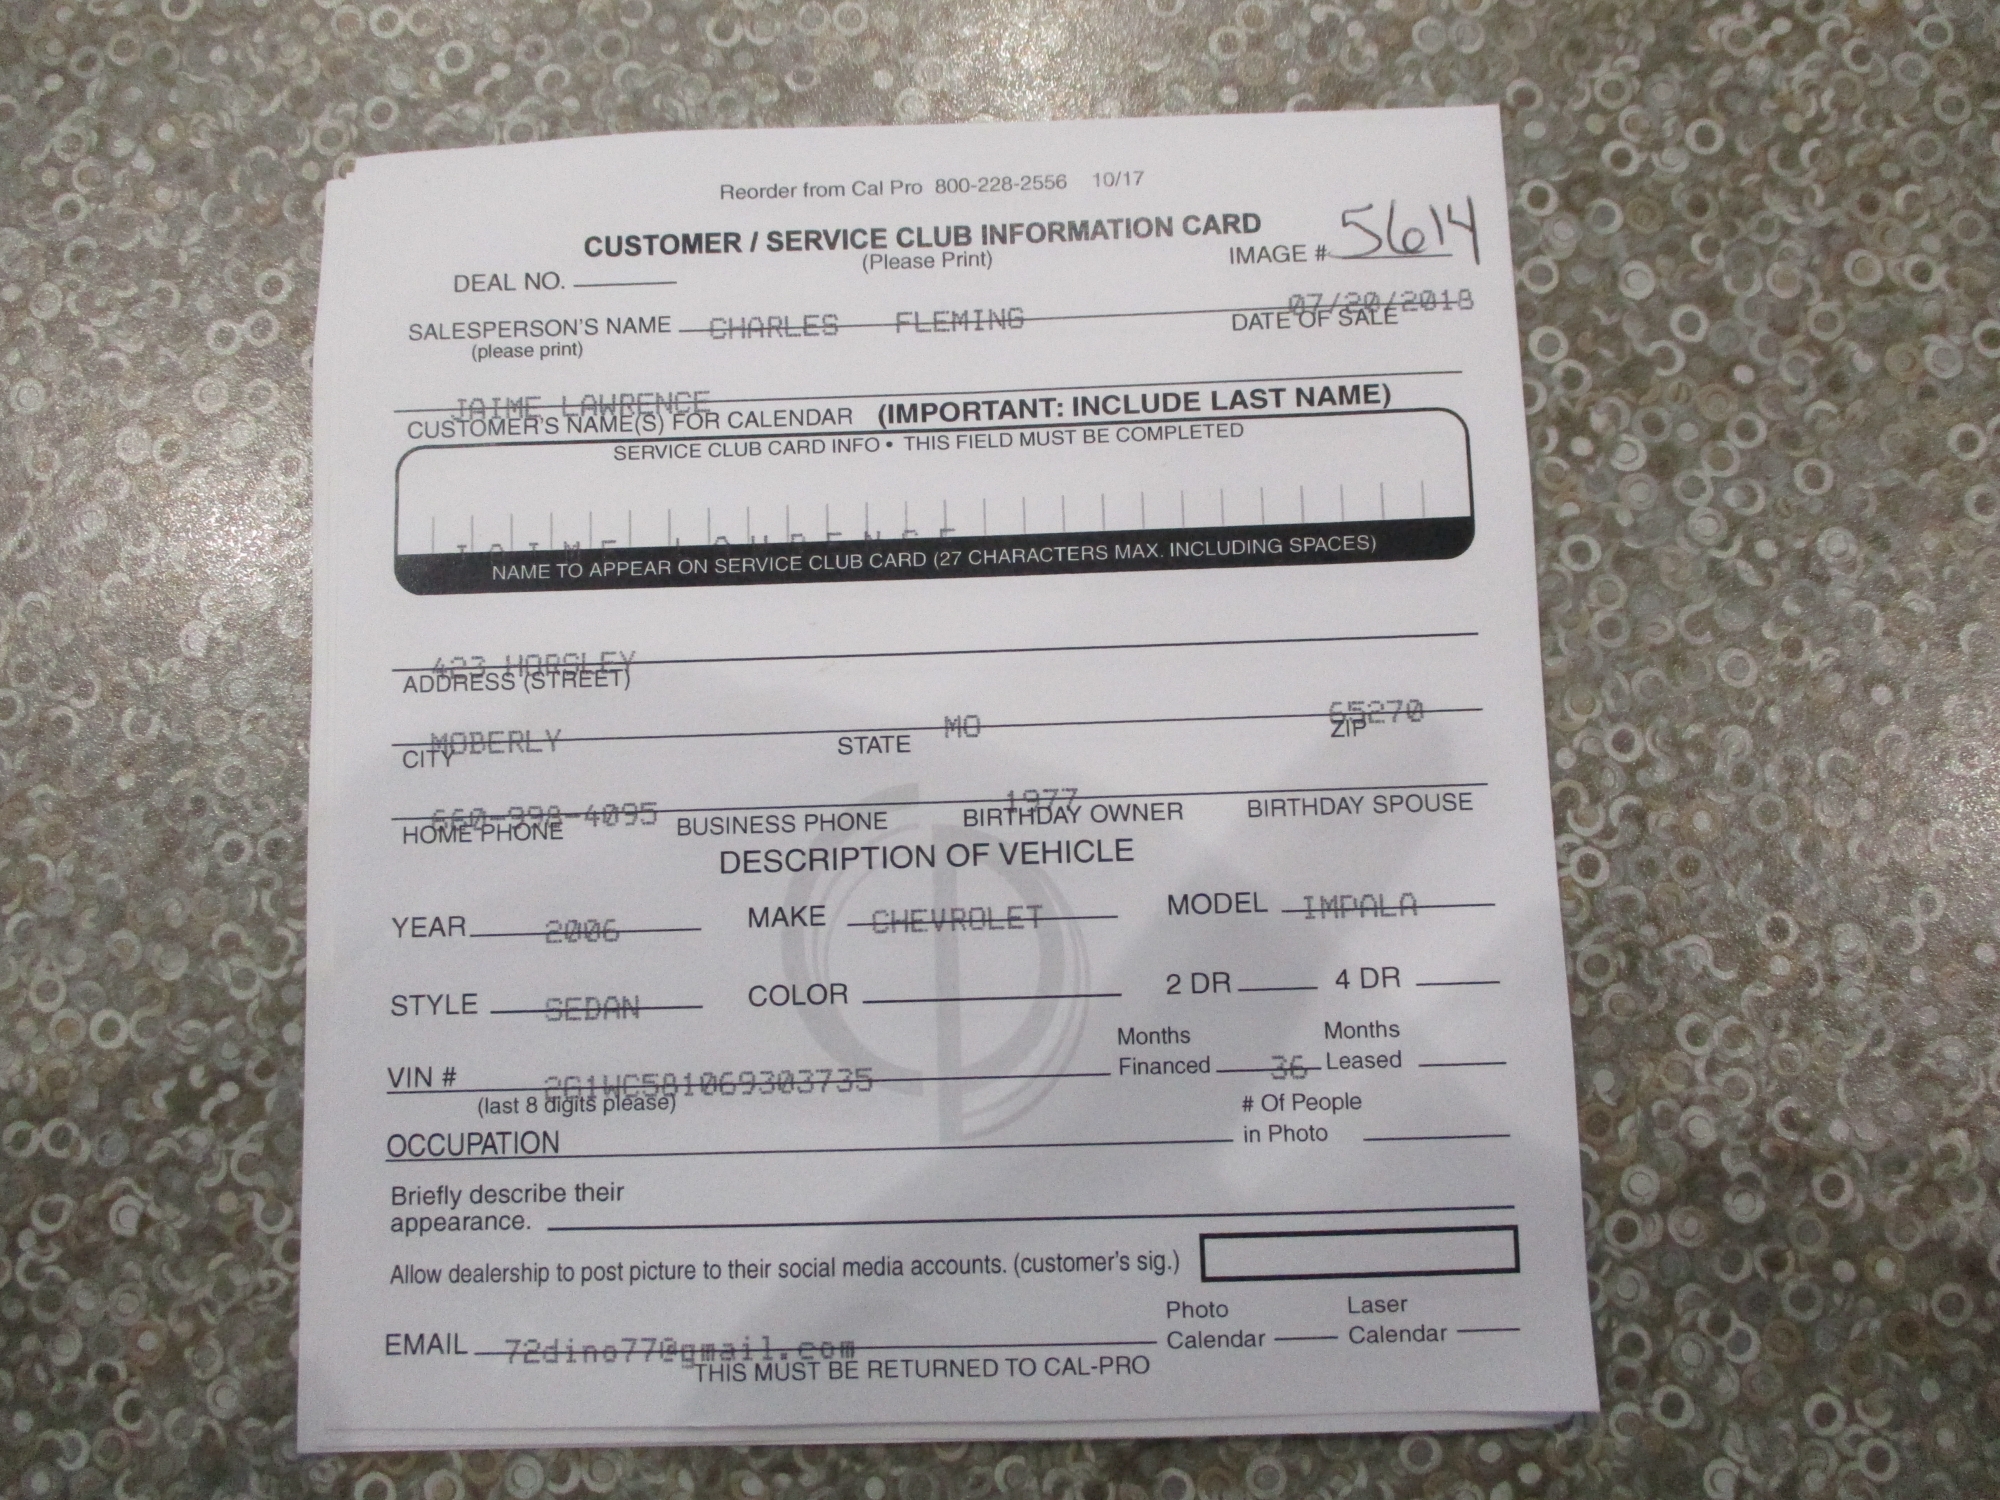 Reorder from Cal Pro 800-228-2556 10/17
CUSTOMER / SERVICE CLUB INFORMATION CARD
(Please Print)
IMAGE # 5614
DEAL NO.
SALESPERSON'S NAME CHARLES FLEMING
(please print)
07/20/2018
DATE OF SALE
JAIME LAWRENCE
CUSTOMER'S NAME(S) FOR CALENDAR (IMPORTANT: INCLUDE LAST NAME)
SERVICE CLUB CARD INFO • THIS FIELD MUST BE COMPLETED
JAIME LAWRENCE
NAME TO APPEAR ON SERVICE CLUB CARD (27 CHARACTERS MAX. INCLUDING SPACES)
423 HORSLEY
ADDRESS (STREET)
MOBERLY MO 65270
CITY STATE ZIP
660-998-4095 1977
HOME PHONE BUSINESS PHONE BIRTHDAY OWNER BIRTHDAY SPOUSE
DESCRIPTION OF VEHICLE
YEAR 2006 MAKE CHEVROLET MODEL IMPALA
STYLE SEDAN COLOR 2 DR 4 DR
VIN # 2G1WC581069303735 Months Financed 36 Months Leased
(last 8 digits please)
OCCUPATION # Of People in Photo
Briefly describe their
appearance.
Allow dealership to post picture to their social media accounts. (customer's sig.)
EMAIL 72dino77@gmail.com Photo Calendar Laser Calendar
THIS MUST BE RETURNED TO CAL-PRO